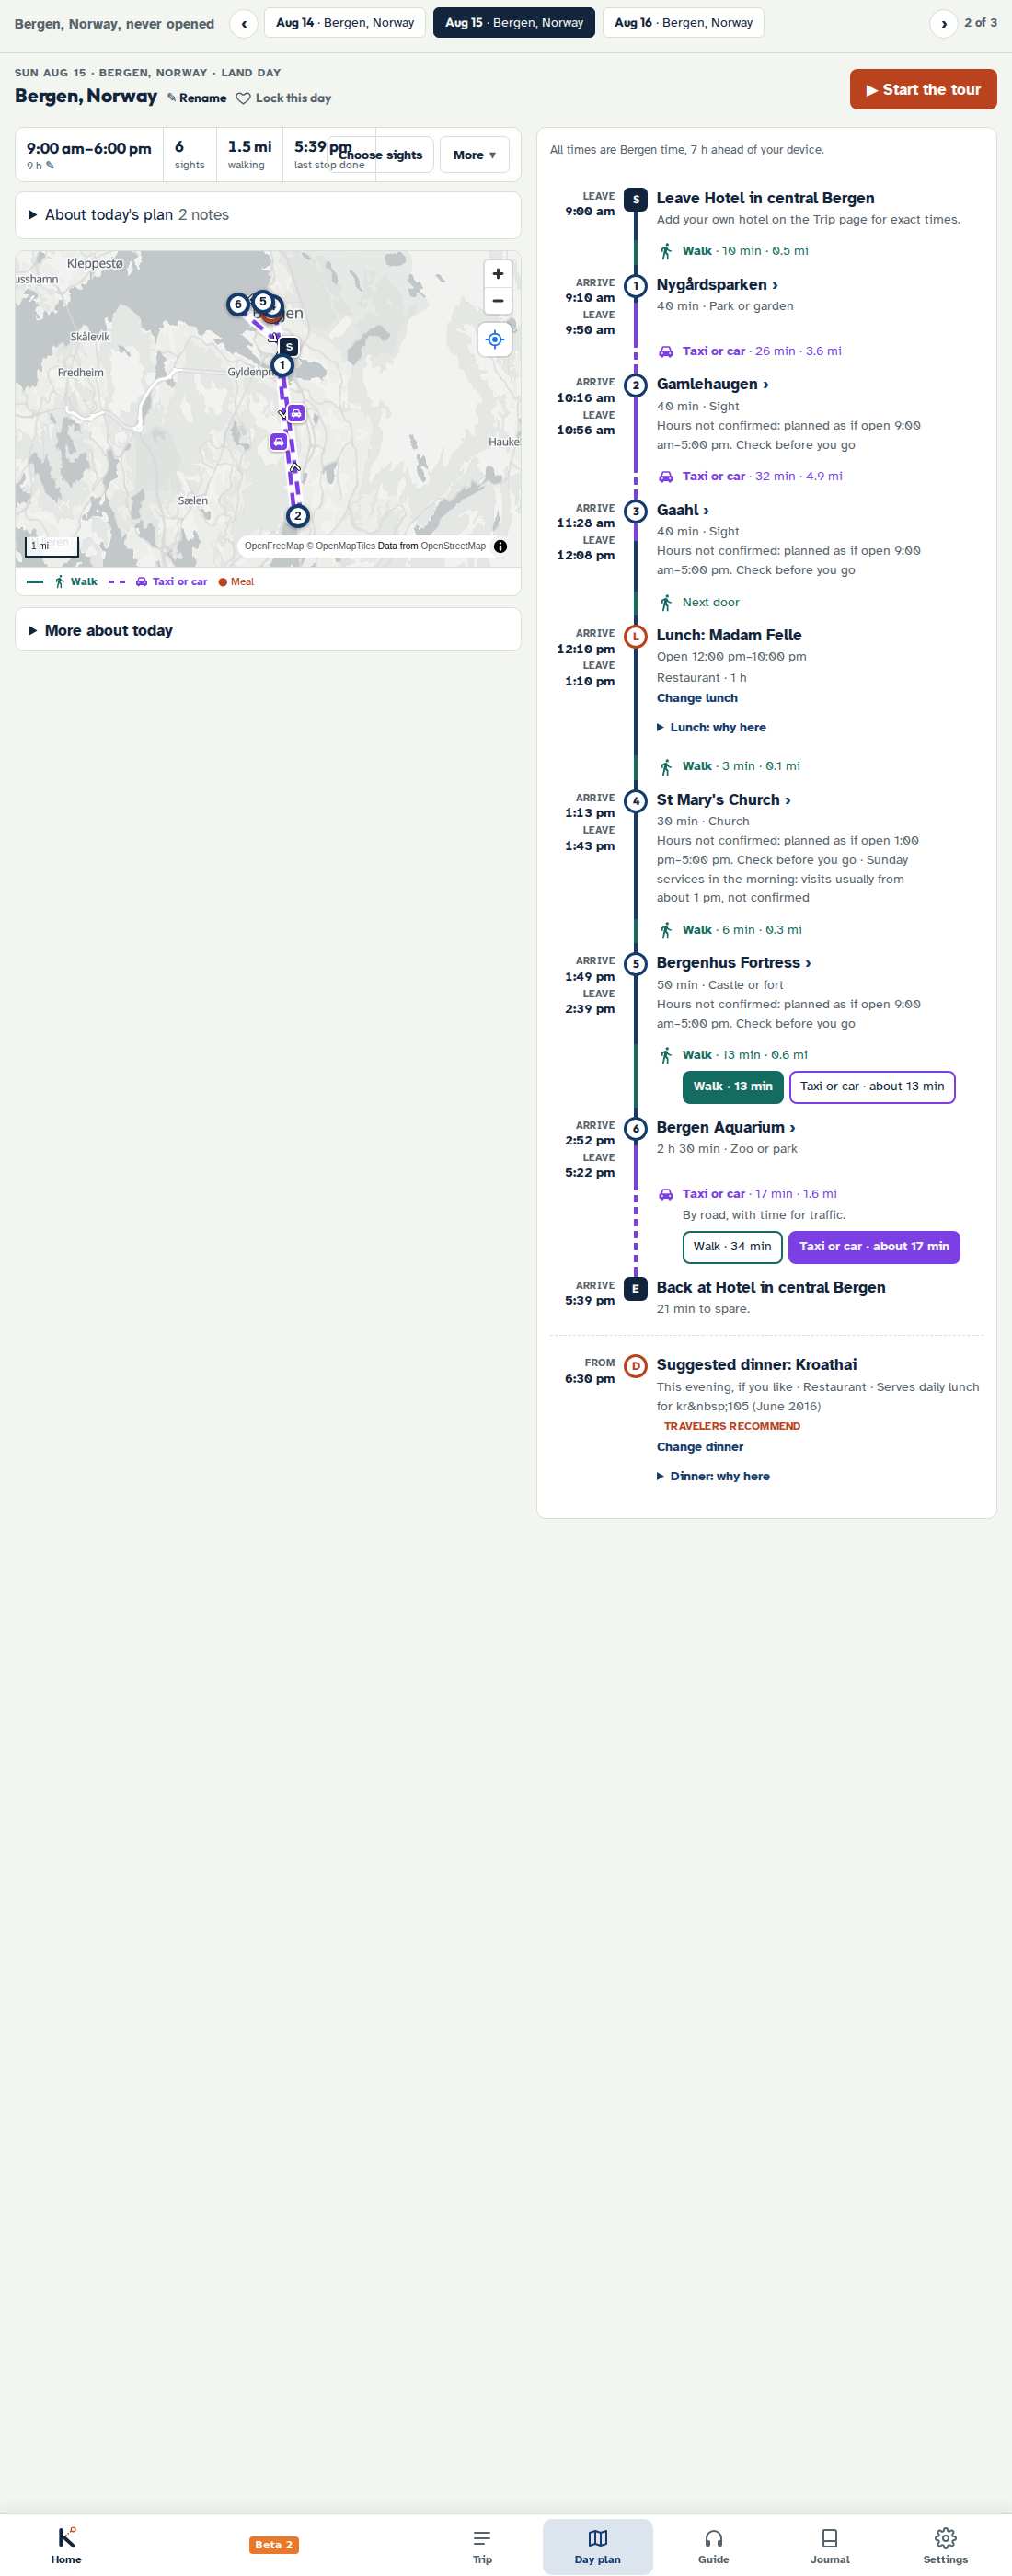 Bergen, Norway, never opened
‹
Aug 14 · Bergen, Norway
Aug 15 · Bergen, Norway
Aug 16 · Bergen, Norway
›
2 of 3
SUN AUG 15 · BERGEN, NORWAY · LAND DAY
Bergen, Norway ✎ Rename Lock this day
▶ Start the tour
9:00 am–6:00 pm
9 h ✎
6
sights
1.5 mi
walking
5:39 pm
last stop done
Choose sights
More ▾
▶ About today's plan 2 notes
Kleppestø
Skålevik
Fredheim
Sælen
+
−
6
5
S
1
2
1 mi
OpenFreeMap © OpenMapTiles Data from OpenStreetMap
Walk
Taxi or car
Meal
▶ More about today
All times are Bergen time, 7 h ahead of your device.
LEAVE
9:00 am
S
Leave Hotel in central Bergen
Add your own hotel on the Trip page for exact times.
Walk · 10 min · 0.5 mi
ARRIVE
9:10 am
LEAVE
9:50 am
1
Nygårdsparken ›
40 min · Park or garden
Taxi or car · 26 min · 3.6 mi
ARRIVE
10:16 am
LEAVE
10:56 am
2
Gamlehaugen ›
40 min · Sight
Hours not confirmed: planned as if open 9:00
am–5:00 pm. Check before you go
Taxi or car · 32 min · 4.9 mi
ARRIVE
11:28 am
LEAVE
12:08 pm
3
Gaahl ›
40 min · Sight
Hours not confirmed: planned as if open 9:00
am–5:00 pm. Check before you go
Next door
ARRIVE
12:10 pm
LEAVE
1:10 pm
L
Lunch: Madam Felle
Open 12:00 pm–10:00 pm
Restaurant · 1 h
Change lunch
▶ Lunch: why here
Walk · 3 min · 0.1 mi
ARRIVE
1:13 pm
LEAVE
1:43 pm
4
St Mary's Church ›
30 min · Church
Hours not confirmed: planned as if open 1:00
pm–5:00 pm. Check before you go · Sunday
services in the morning: visits usually from
about 1 pm, not confirmed
Walk · 6 min · 0.3 mi
ARRIVE
1:49 pm
LEAVE
2:39 pm
5
Bergenhus Fortress ›
50 min · Castle or fort
Hours not confirmed: planned as if open 9:00
am–5:00 pm. Check before you go
Walk · 13 min · 0.6 mi
Walk · 13 min
Taxi or car · about 13 min
ARRIVE
2:52 pm
LEAVE
5:22 pm
6
Bergen Aquarium ›
2 h 30 min · Zoo or park
Taxi or car · 17 min · 1.6 mi
By road, with time for traffic.
Walk · 34 min
Taxi or car · about 17 min
ARRIVE
5:39 pm
E
Back at Hotel in central Bergen
21 min to spare.
FROM
6:30 pm
D
Suggested dinner: Kroathai
This evening, if you like · Restaurant · Serves daily lunch
for kr&nbsp;105 (June 2016)
TRAVELERS RECOMMEND
Change dinner
▶ Dinner: why here
Home
Beta 2
Trip
Day plan
Guide
Journal
Settings